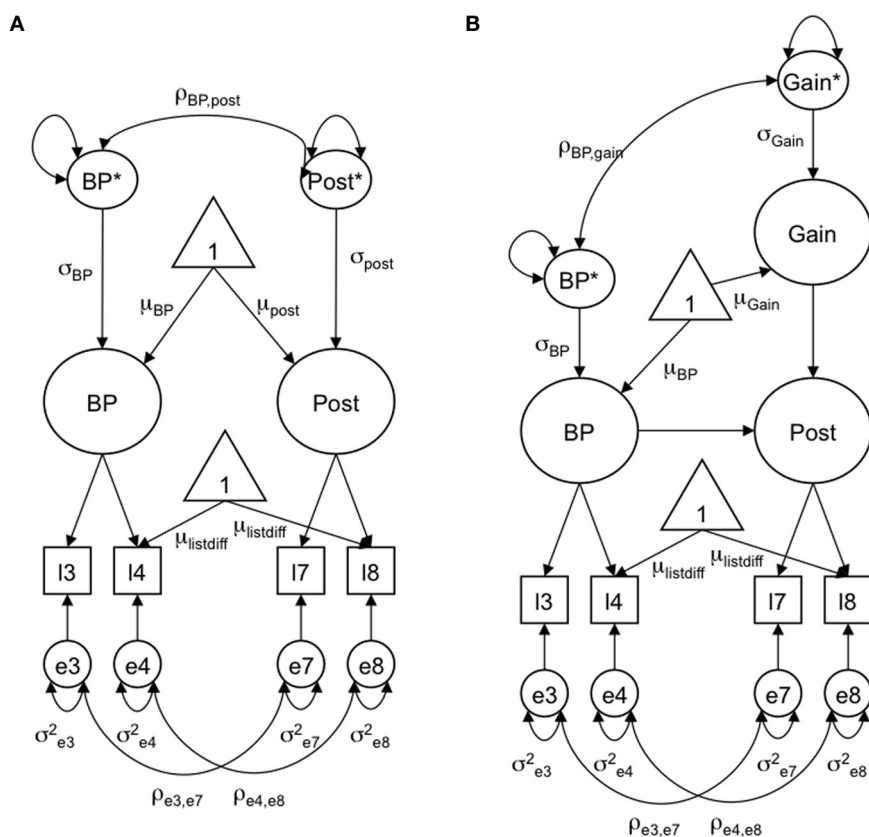 A
ρBP,post
BP*
Post*
1
σBP
σpost
μBP
μpost
BP
Post
1
μlistdiff
μlistdiff
I3
I4
I7
I8
e3
e4
e7
e8
σ²e3
σ²e4
σ²e7
σ²e8
ρe3,e7
ρe4,e8
B
Gain*
ρBP,gain
σGain
Gain
BP*
1
μGain
σBP
μBP
BP
Post
1
μlistdiff
μlistdiff
I3
I4
I7
I8
e3
e4
e7
e8
σ²e3
σ²e4
σ²e7
σ²e8
ρe3,e7
ρe4,e8